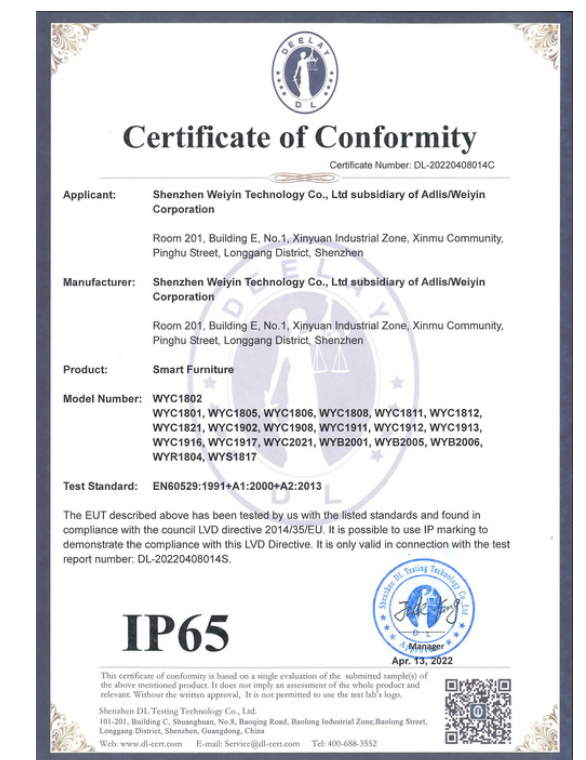 DEELAY
DL
Certificate of Conformity
Certificate Number: DL-20220408014C
Applicant: Shenzhen Weiyin Technology Co., Ltd subsidiary of Adlis/Weiyin
Corporation
Room 201, Building E, No.1, Xinyuan Industrial Zone, Xinmu Community,
Pinghu Street, Longgang District, Shenzhen
Manufacturer: Shenzhen Weiyin Technology Co., Ltd subsidiary of Adlis/Weiyin
Corporation
Room 201, Building E, No.1, Xinyuan Industrial Zone, Xinmu Community,
Pinghu Street, Longgang District, Shenzhen
Product: Smart Furniture
Model Number: WYC1802
WYC1801, WYC1805, WYC1806, WYC1808, WYC1811, WYC1812,
WYC1821, WYC1902, WYC1908, WYC1911, WYC1912, WYC1913,
WYC1916, WYC1917, WYC2021, WYB2001, WYB2005, WYB2006,
WYR1804, WYS1817
Test Standard: EN60529:1991+A1:2000+A2:2013
DEELAY
DL
The EUT described above has been tested by us with the listed standards and found in
compliance with the council LVD directive 2014/35/EU. It is possible to use IP marking to
demonstrate the compliance with this LVD Directive. It is only valid in connection with the test
report number: DL-20220408014S.
IP65
Shenzhen DL Testing Technology Co., Ltd.
DL
Approved
Manager
Apr. 13, 2022
This certificate of conformity is based on a single evaluation of the submitted sample(s) of
the above mentioned product. It does not imply an assessment of the whole product and
relevant. Without the written approval, It is not permitted to use the test lab's logo.
Shenzhen DL Testing Technology Co., Ltd.
101-201, Building C, Shuanghuan, No.8, Baoqing Road, Baolong Industrial Zone,Baolong Street,
Longgang District, Shenzhen, Guangdong, China
Web: www.dl-cert.com E-mail: Service@dl-cert.com Tel: 400-688-3552